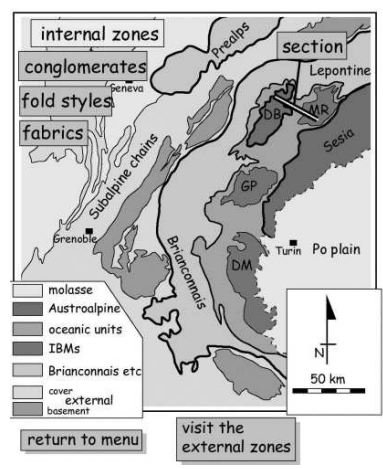 internal zones
conglomerates
fold styles
fabrics
Prealps
section
Geneva
Lepontine
DB
MR
Sesia
Subalpine chains
GP
Grenoble
Brianconnais
Turin
Po plain
DM
molasse
Austroalpine
oceanic units
IBMs
Brianconnais etc
cover
external
basement
N
50 km
return to menu
visit the
external zones